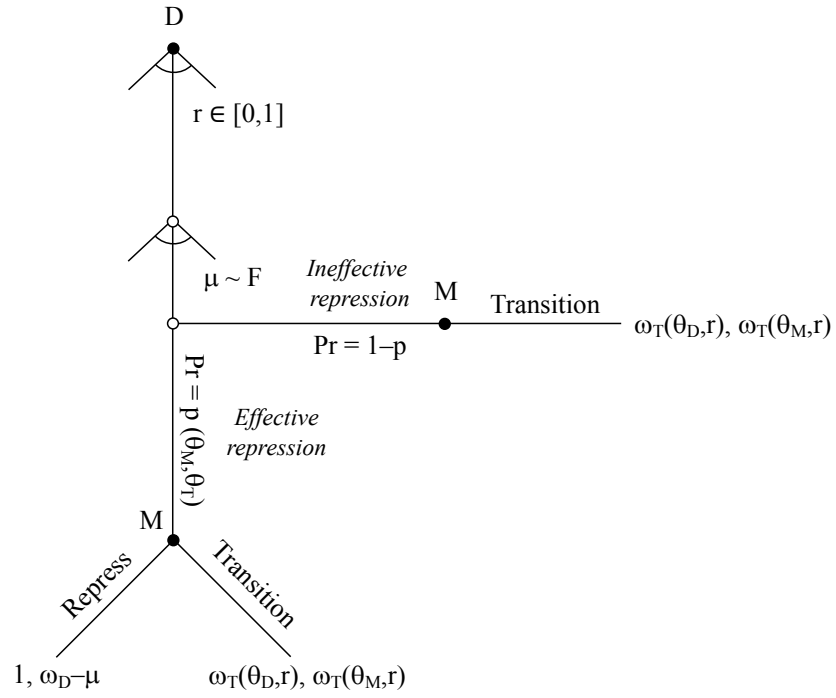 D
r ∈ [0,1]
μ ~ F
Ineffective
repression
M
Transition
ω_T(θ_D,r), ω_T(θ_M,r)
Pr = 1–p
Pr = p (θ_M,θ_T)
Effective
repression
M
Repress
Transition
1, ω_D–μ
ω_T(θ_D,r), ω_T(θ_M,r)